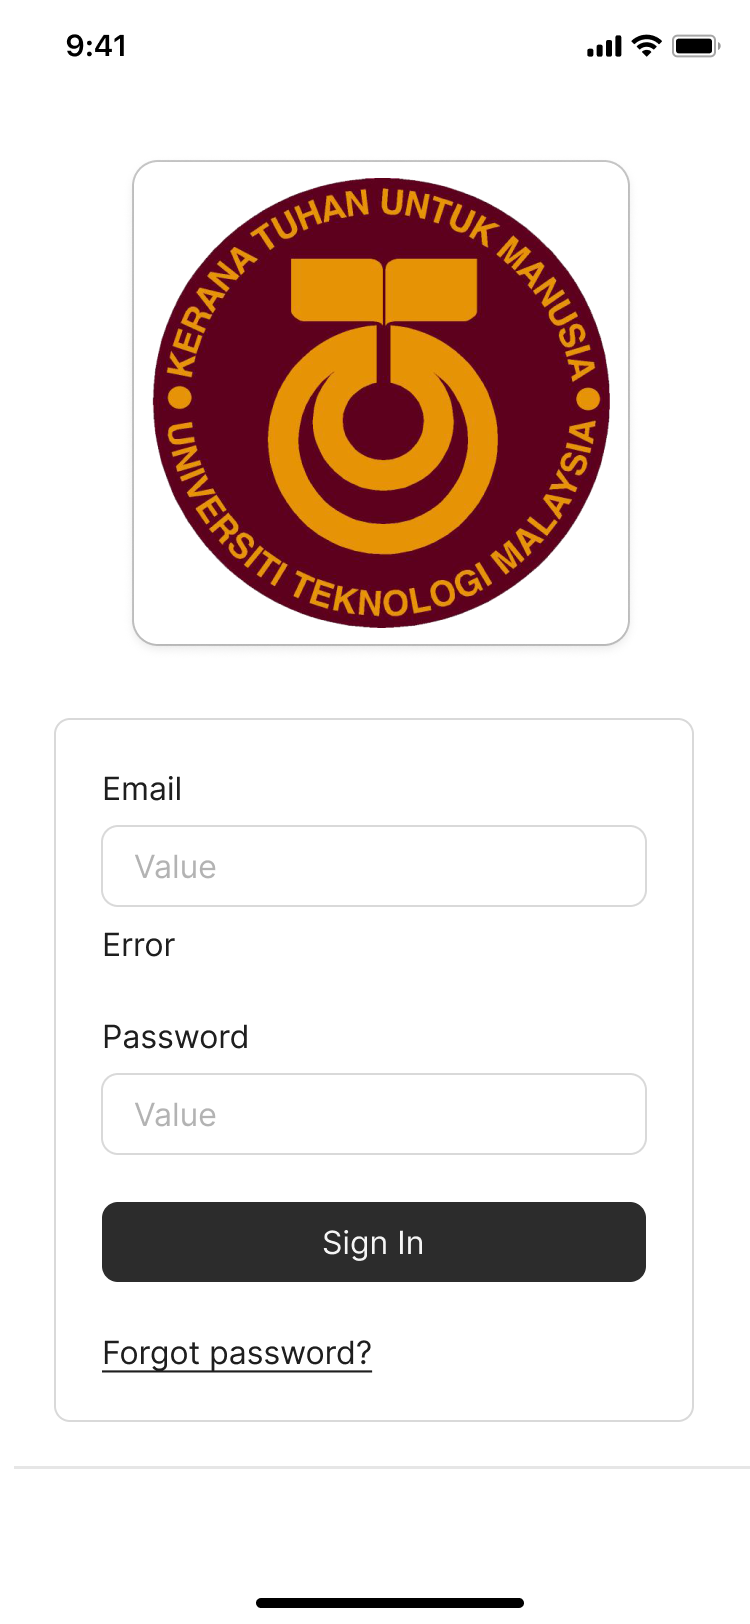 9:41
KERANA TUHAN UNTUK MANUSIA
UNIVERSITI TEKNOLOGI MALAYSIA
Email
Value
Error
Password
Value
Sign In
Forgot password?